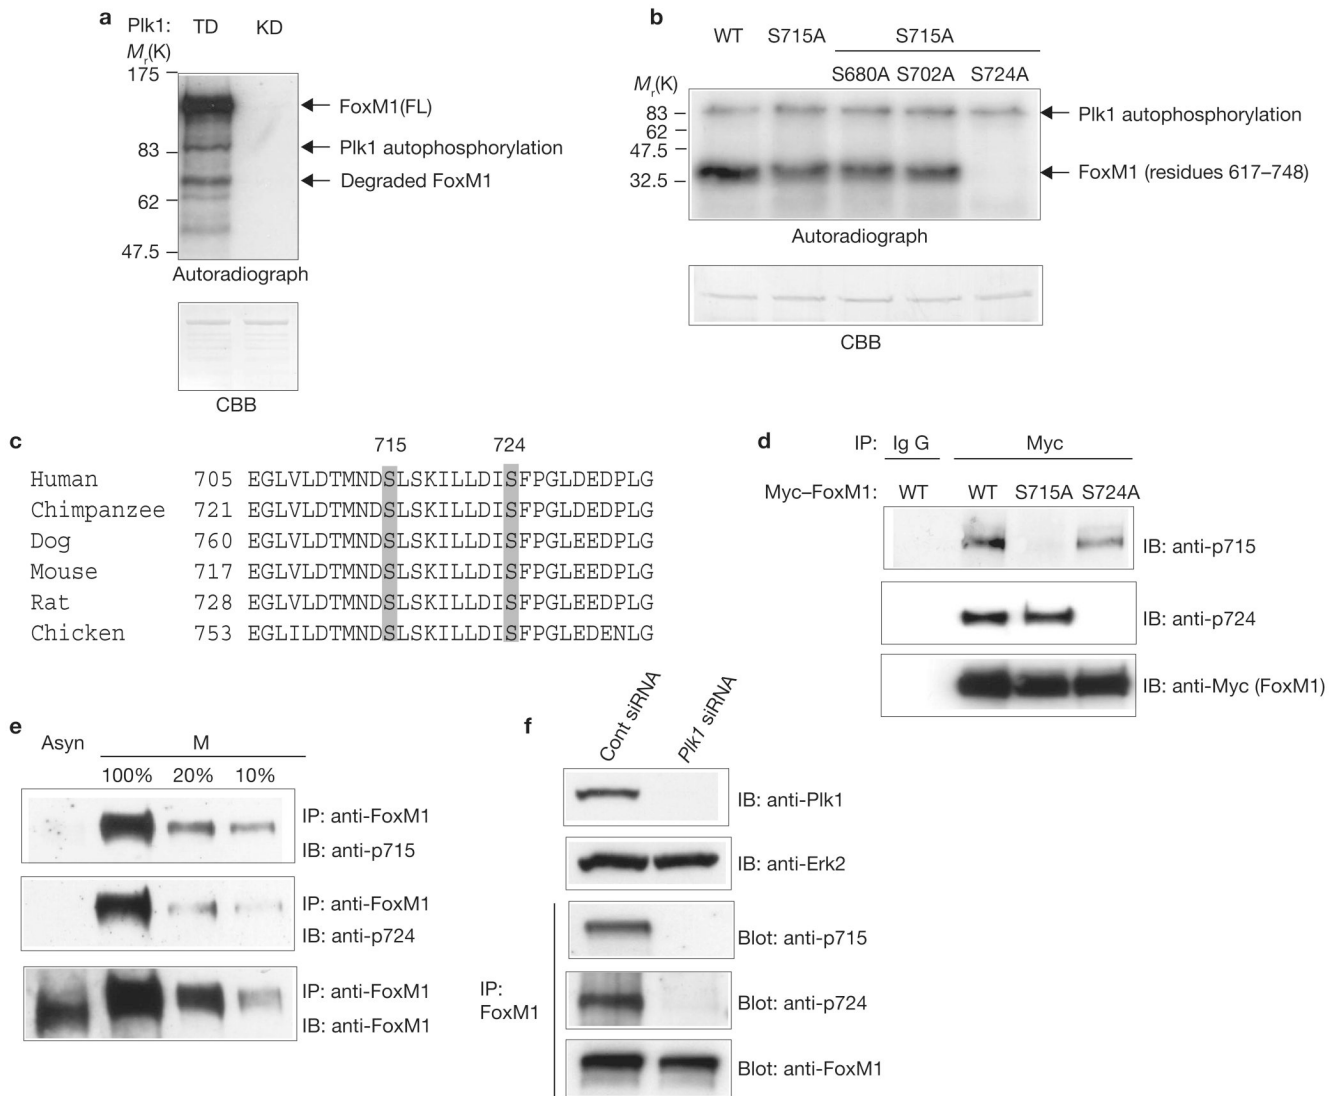 a
Plk1: TD KD
Mr(K)
175
83
62
47.5
FoxM1(FL)
Plk1 autophosphorylation
Degraded FoxM1
Autoradiograph
CBB
b
WT S715A S715A
S680A S702A S724A
Mr(K)
83
62
47.5
32.5
Plk1 autophosphorylation
FoxM1 (residues 617–748)
Autoradiograph
CBB
c
715 724
Human 705 EGLVLDTMNDSLSKILLDISFPGLDEDPLG
Chimpanzee 721 EGLVLDTMNDSLSKILLDISFPGLDEDPLG
Dog 760 EGLVLDTMNDSLSKILLDISFPGLEEDPLG
Mouse 717 EGLVLDTMNDSLSKILLDISFPGLEEDPLG
Rat 728 EGLVLDTMNDSLSKILLDISFPGLEEDPLG
Chicken 753 EGLILDTMNDSLSKILLDISFPGLEDENLG
d
IP: Ig G Myc
Myc–FoxM1: WT WT S715A S724A
IB: anti-p715
IB: anti-p724
IB: anti-Myc (FoxM1)
e
Asyn M
100% 20% 10%
IP: anti-FoxM1
IB: anti-p715
IP: anti-FoxM1
IB: anti-p724
IP: anti-FoxM1
IB: anti-FoxM1
f
Cont siRNA Plk1 siRNA
IB: anti-Plk1
IB: anti-Erk2
IP:
FoxM1
Blot: anti-p715
Blot: anti-p724
Blot: anti-FoxM1